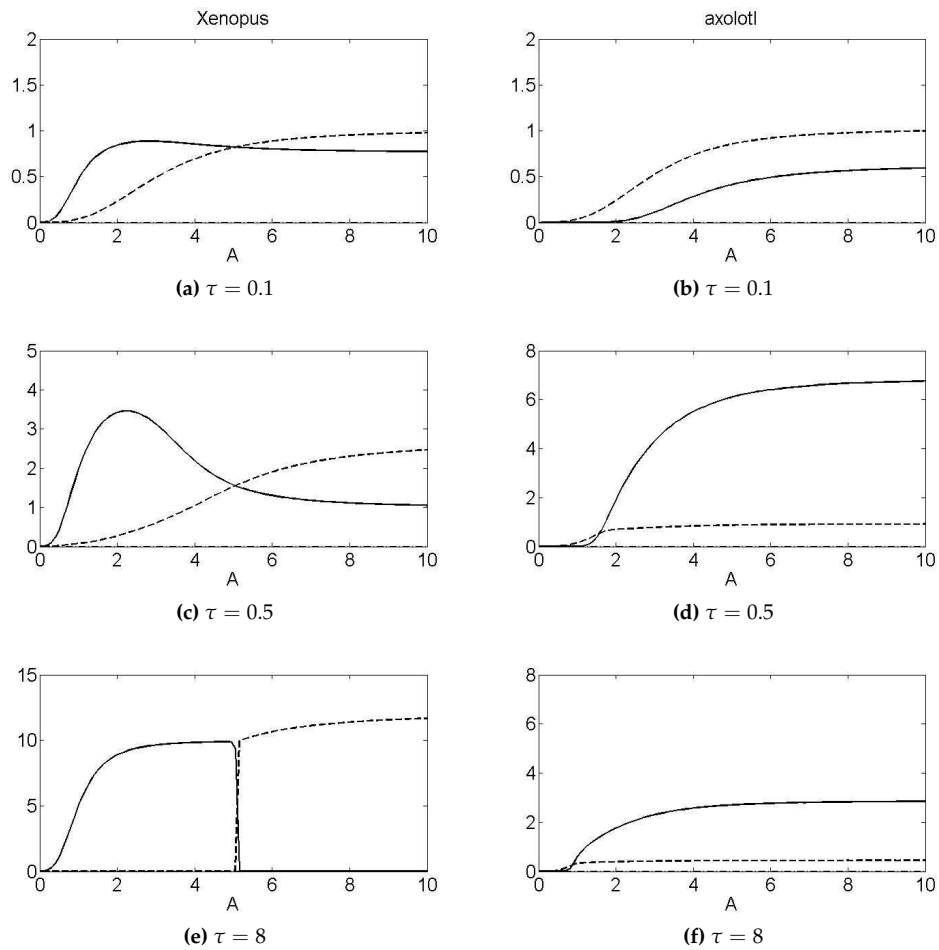 Xenopus
axolotl
2
1.5
1
0.5
0
0 2 4 6 8 10
A
2
1.5
1
0.5
0
0 2 4 6 8 10
A
(a) τ = 0.1
(b) τ = 0.1
5
4
3
2
1
0
0 2 4 6 8 10
A
8
6
4
2
0
0 2 4 6 8 10
A
(c) τ = 0.5
(d) τ = 0.5
15
10
5
0
0 2 4 6 8 10
A
8
6
4
2
0
0 2 4 6 8 10
A
(e) τ = 8
(f) τ = 8